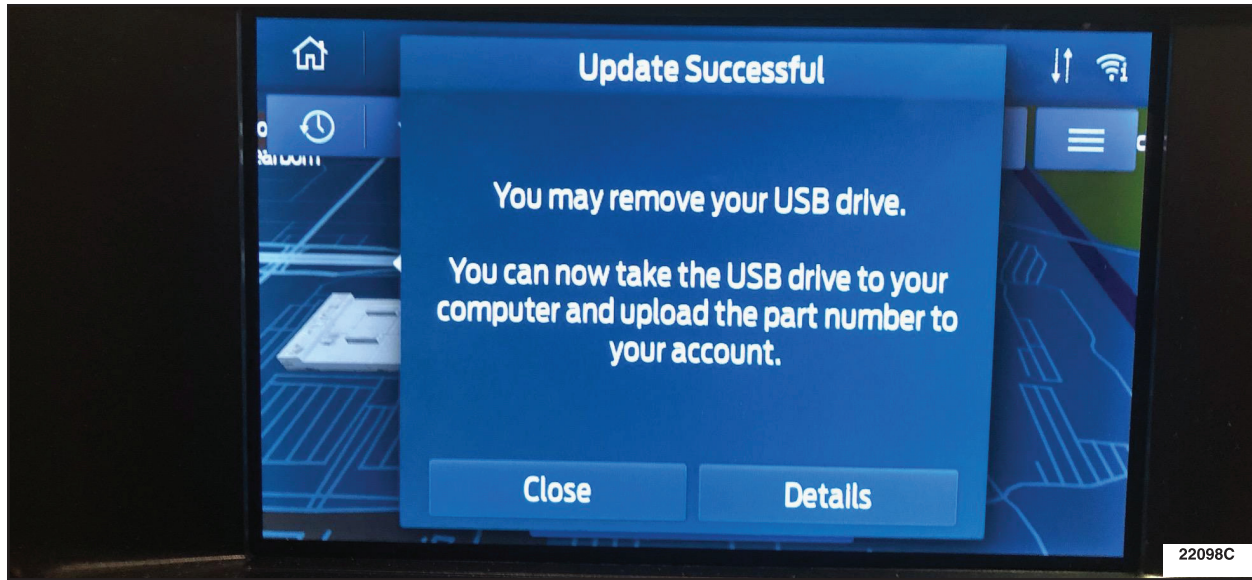 Update Successful
You may remove your USB drive.
You can now take the USB drive to your
computer and upload the part number to
your account.
Close
Details
22098C